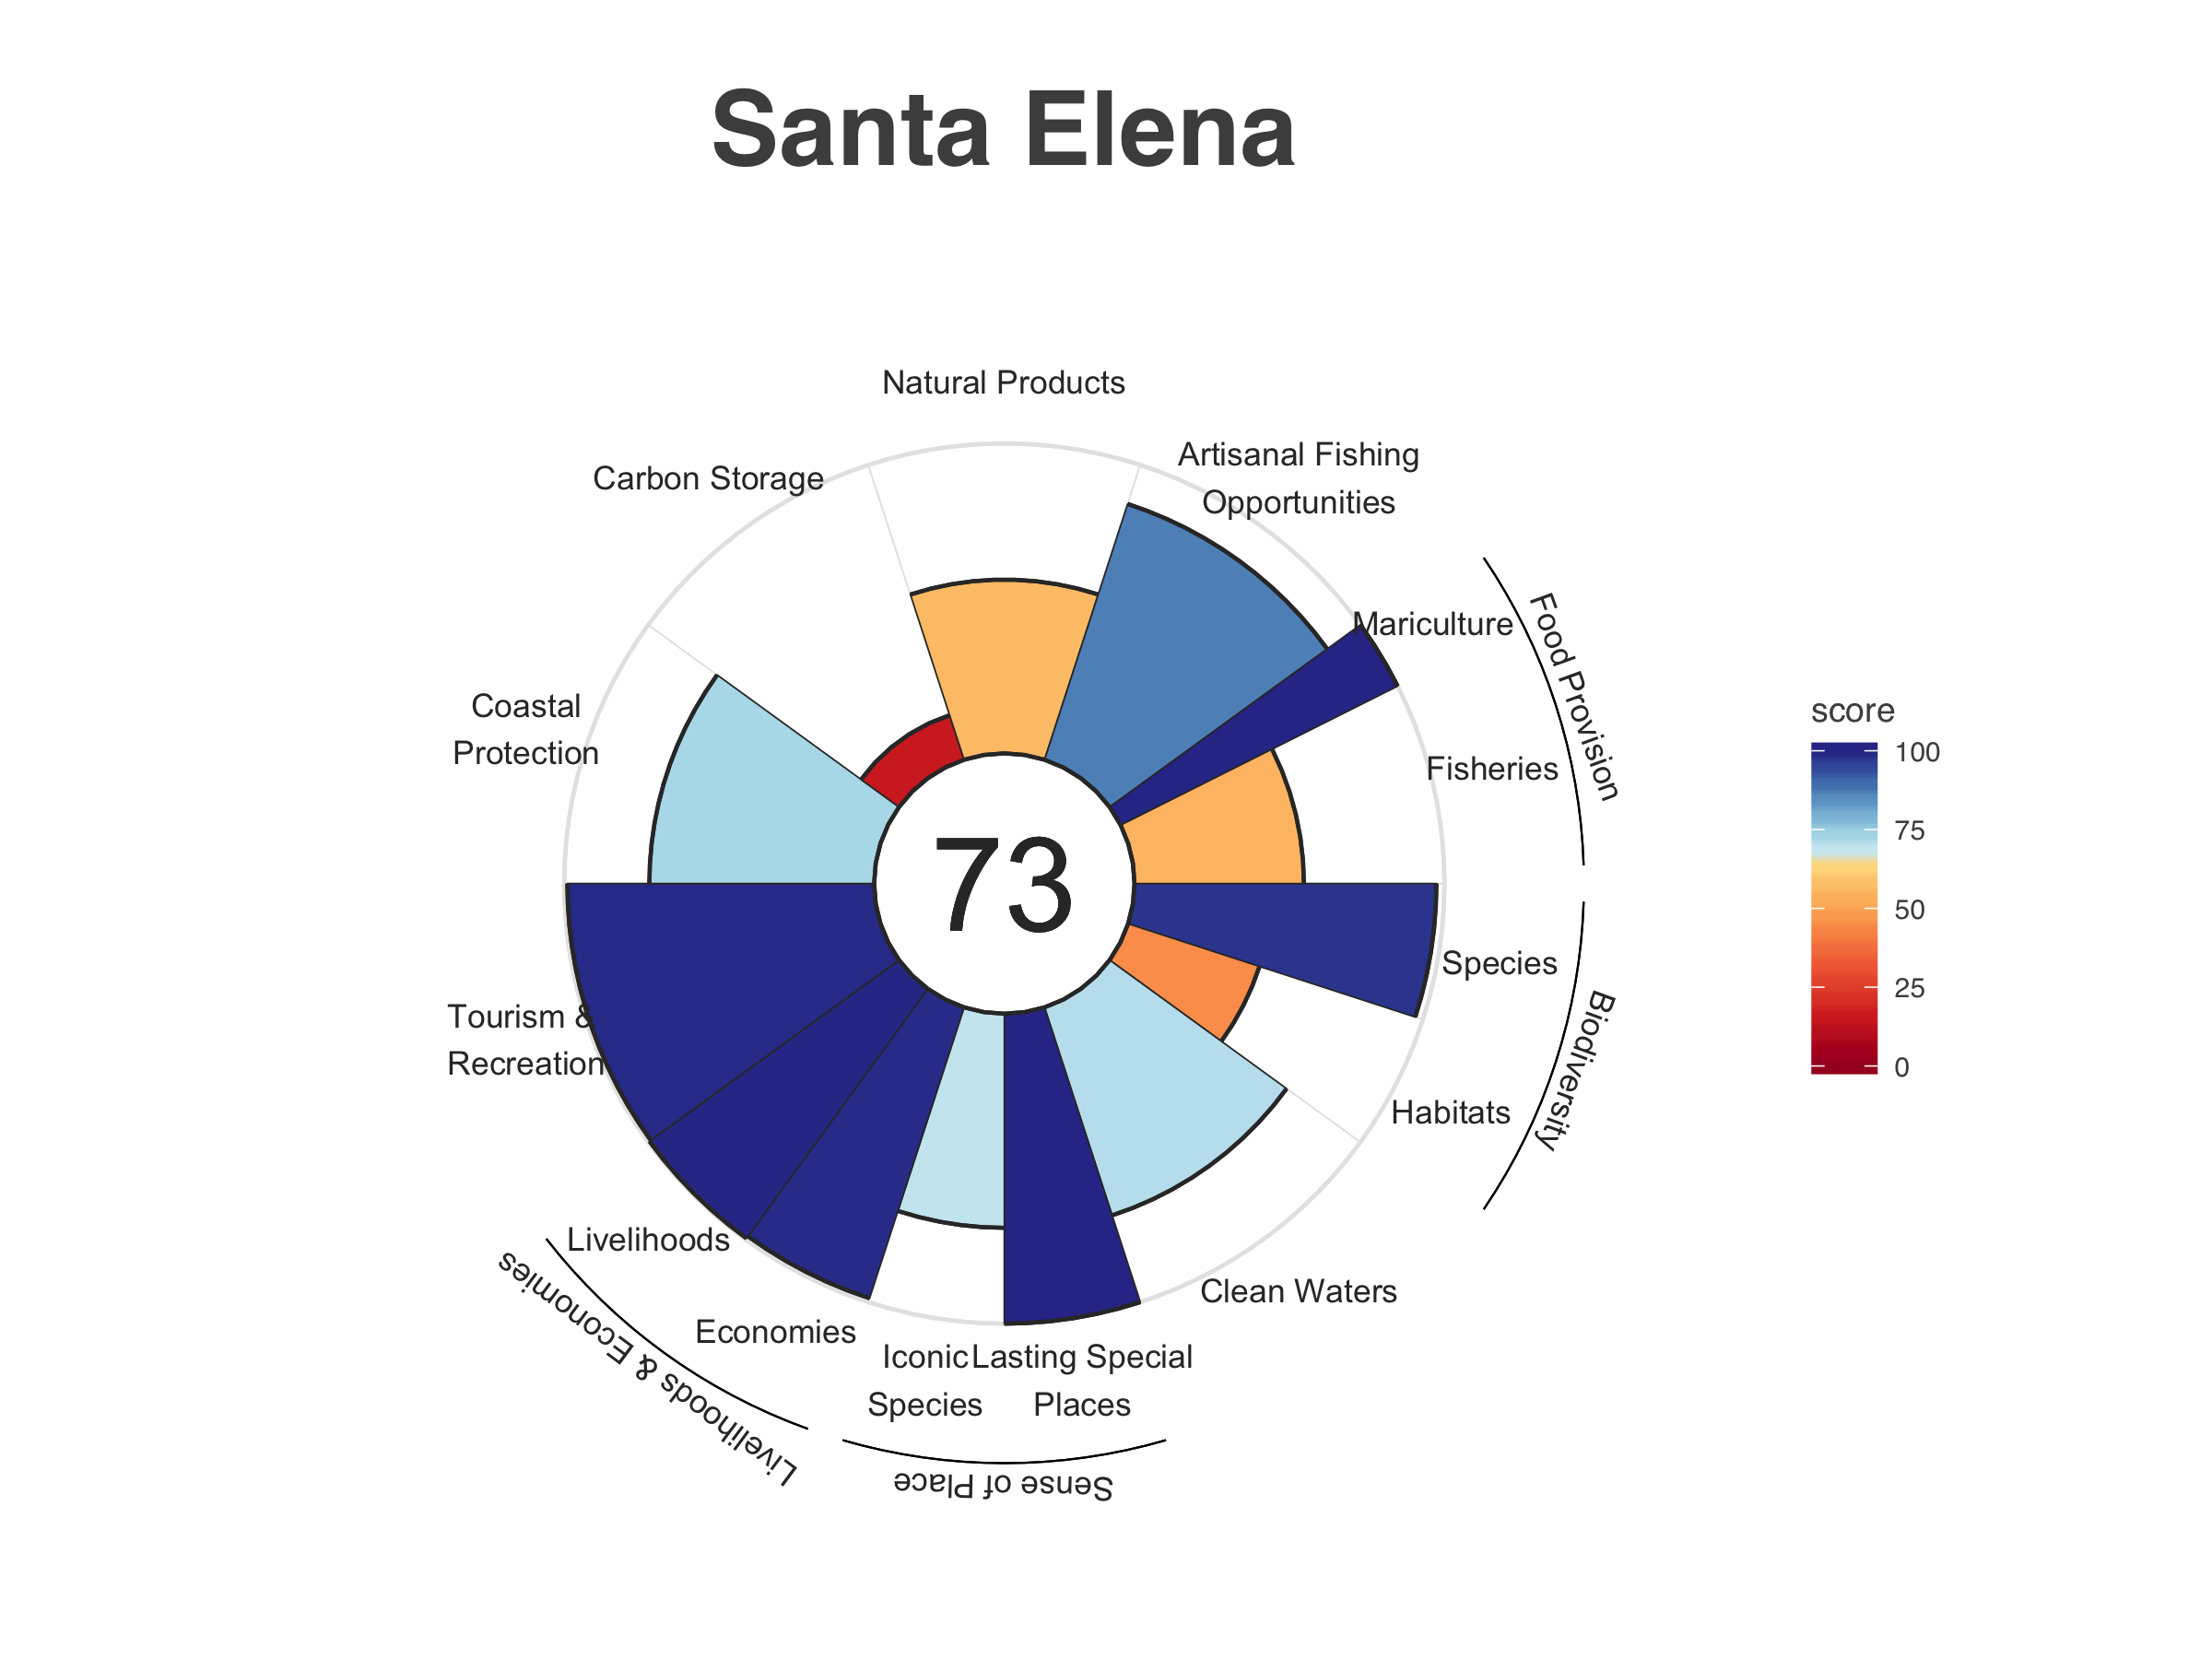 Santa Elena
Natural Products
Carbon Storage
Artisanal Fishing
Opportunities
Mariculture
Food Provision
Fisheries
Coastal
Protection
73
Species
Biodiversity
Habitats
Tourism &
Recreation
Clean Waters
Livelihoods
Economies
Livelihoods & Economies
Iconic
Species
Lasting Special
Places
Sense of Place
score
100
75
50
25
0